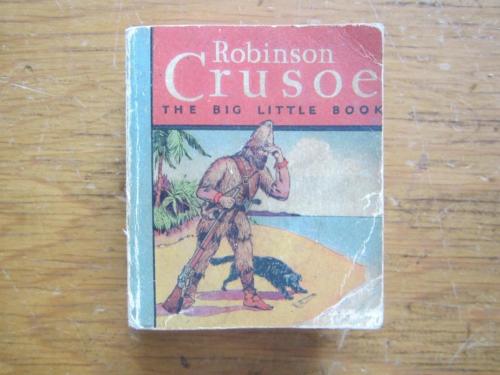 Robinson
Crusoe
THE BIG LITTLE BOOK